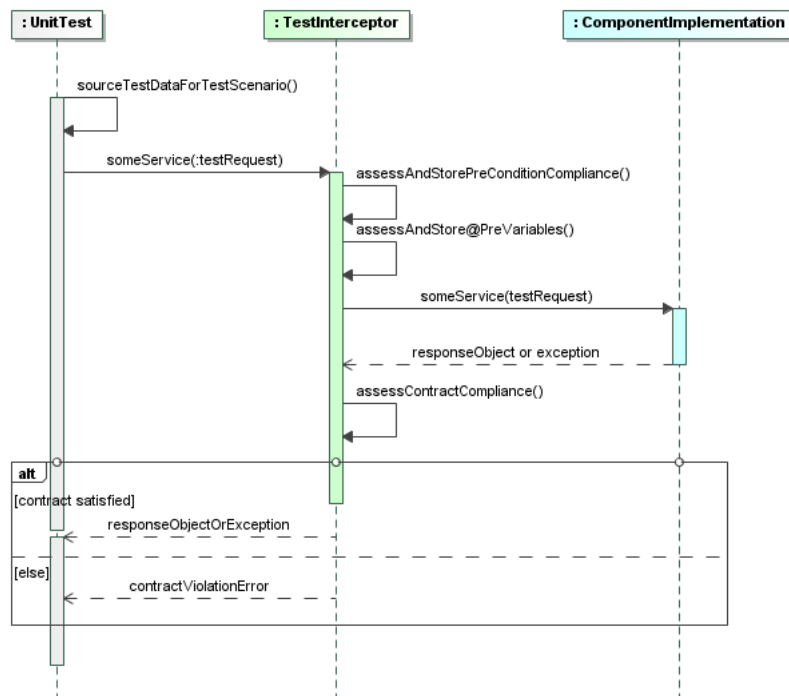 : UnitTest
: TestInterceptor
: ComponentImplementation
sourceTestDataForTestScenario()
someService(:testRequest)
assessAndStorePreConditionCompliance()
assessAndStore@PreVariables()
someService(testRequest)
responseObject or exception
assessContractCompliance()
alt
[contract satisfied]
responseObjectOrException
[else]
contractViolationError